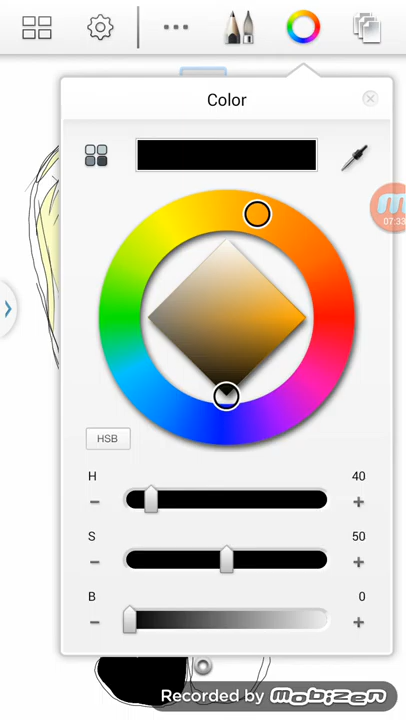 Color
07:33
HSB
H 40
− +
S 50
− +
B 0
− +
Recorded by mobizen